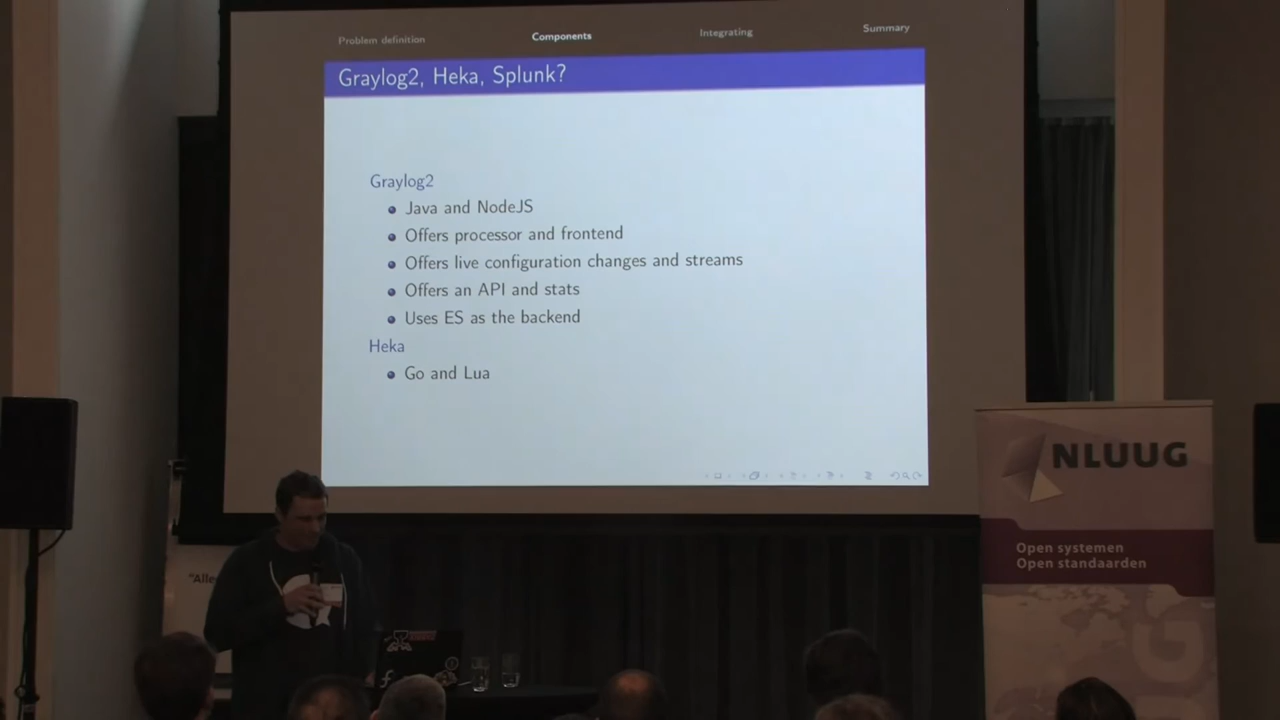 Problem definition
Components
Integrating
Summary
Graylog2, Heka, Splunk?
Graylog2
Java and NodeJS
Offers processor and frontend
Offers live configuration changes and streams
Offers an API and stats
Uses ES as the backend
Heka
Go and Lua
NLUUG
Open systemen
Open standaarden
"Alle